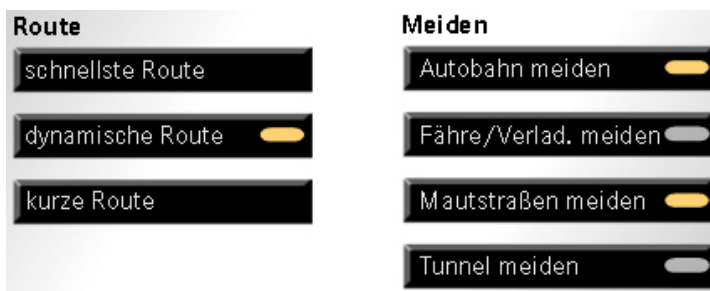 Route
schnellste Route
dynamische Route
kurze Route
Meiden
Autobahn meiden
Fähre/Verlad. meiden
Mautstraßen meiden
Tunnel meiden